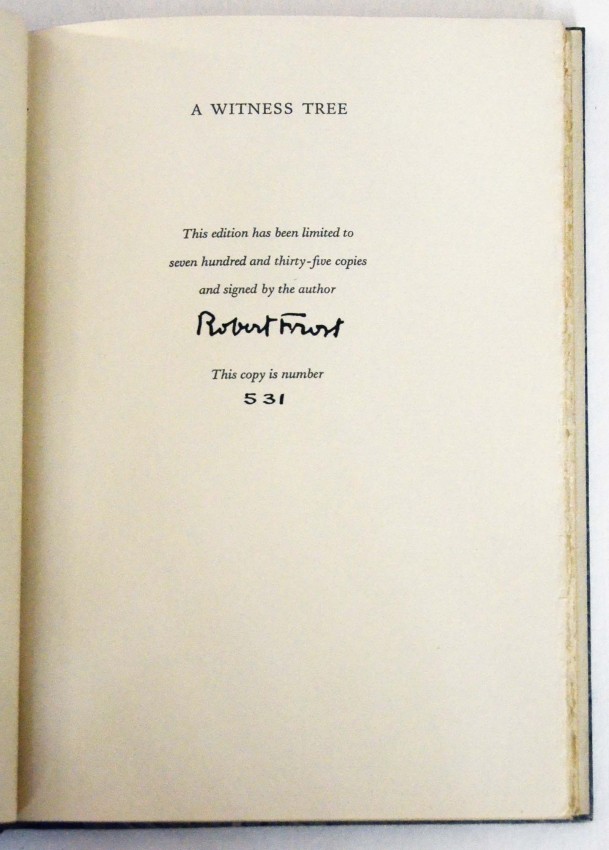 A WITNESS TREE
This edition has been limited to
seven hundred and thirty-five copies
and signed by the author
Robert Frost
This copy is number
531